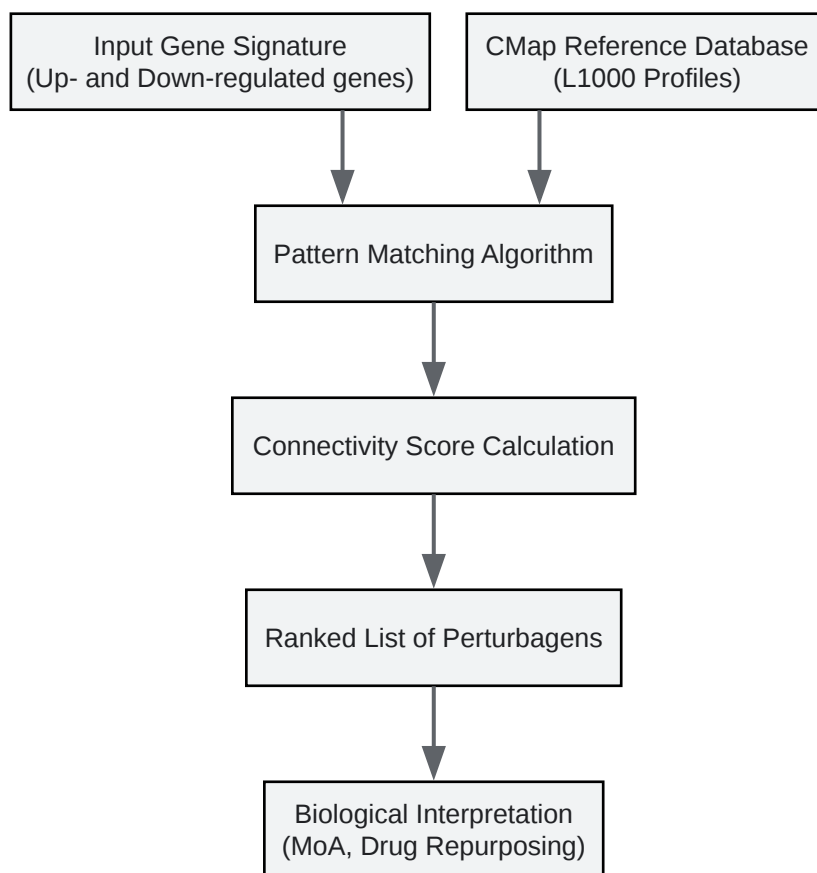 Input Gene Signature
(Up- and Down-regulated genes)
CMap Reference Database
(L1000 Profiles)
Pattern Matching Algorithm
Connectivity Score Calculation
Ranked List of Perturbagens
Biological Interpretation
(MoA, Drug Repurposing)